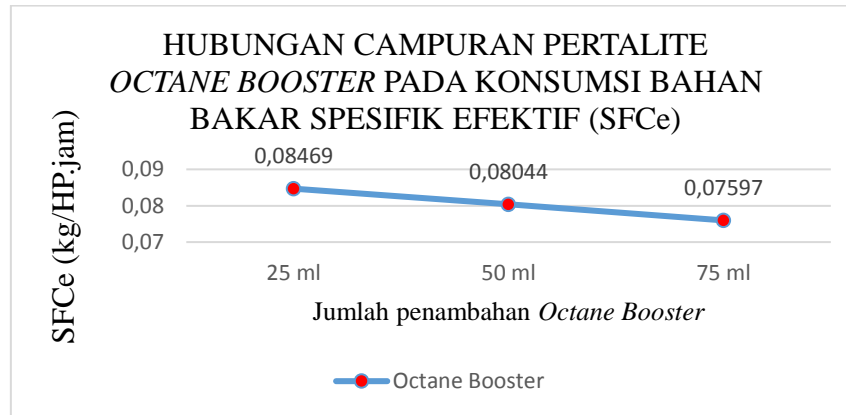 HUBUNGAN CAMPURAN PERTALITE
OCTANE BOOSTER PADA KONSUMSI BAHAN
BAKAR SPESIFIK EFEKTIF (SFCe)
SFCe (kg/HP.jam)
0,09
0,08
0,07
0,08469
0,08044
0,07597
25 ml
50 ml
75 ml
Jumlah penambahan Octane Booster
Octane Booster